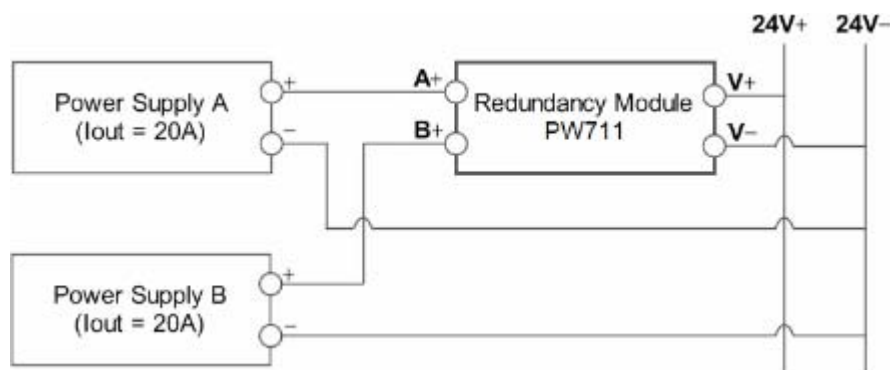 24V+ 24V−
Power Supply A
(Iout = 20A)
+
−
A+
B+
Redundancy Module
PW711
V+
V−
Power Supply B
(Iout = 20A)
+
−